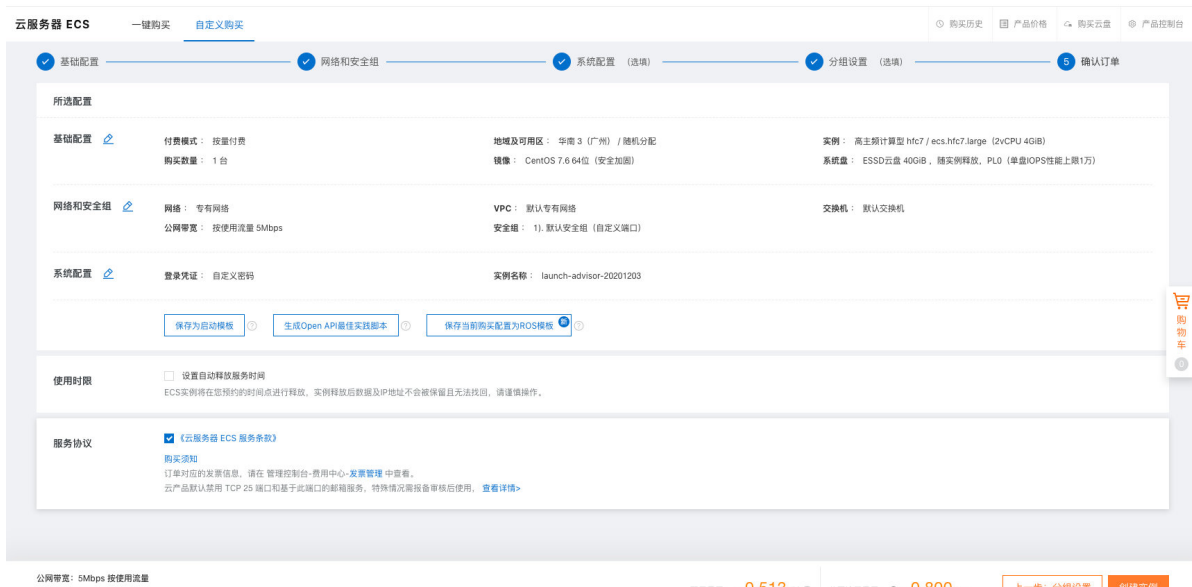 云服务器 ECS 一键购买 自定义购买 购买历史 产品价格 购买云盘 产品控制台
基础配置 网络和安全组 系统配 置 (选填) 分组设置 (选填) 5 确认订单
所选配置
基础配置 付费模式： 按量付费 地域及可用区： 华南 3（广州） / 随机分配 实例： 高主频计算型 hfc7 / ecs.hfc7.large（2vCPU 4GiB）
购买数量： 1 台 镜像： CentOS 7.6 64位（安全加固） 系统盘： ESSD云盘 40GiB ，随实例释放，PL0（单盘IOPS性能上限1万）
网络和安全组 网络： 专有网络 VPC： 默认专有网络 交换机： 默认交换机
公网带宽： 按使用流量 5Mbps 安全组： 1). 默认安全组（自定义端口）
系统配置 登录凭证： 自定义密码 实例名称： launch-advisor-20201203
保存为启动模板 生成Open API最佳实践脚本 保存当前购买配置为ROS模板 新
购物车
0
使用时限 设置自动释放服务时间
ECS实例将在您预约的时间点进行释放，实例释放后数据及IP地址不会被保留且无法找回，请谨慎操作。
服务协议 《云服务器 ECS 服务条款》
购买须知
订单对应的发票信息，请在 管理控制台-费用中心-发票管理 中查看。
云产品默认禁用 TCP 25 端口和基于此端口的邮箱服务，特殊情况需报备审核后使用， 查看详情>
公网带宽：5Mbps 按使用流量
上一步：分组设置 创建实例